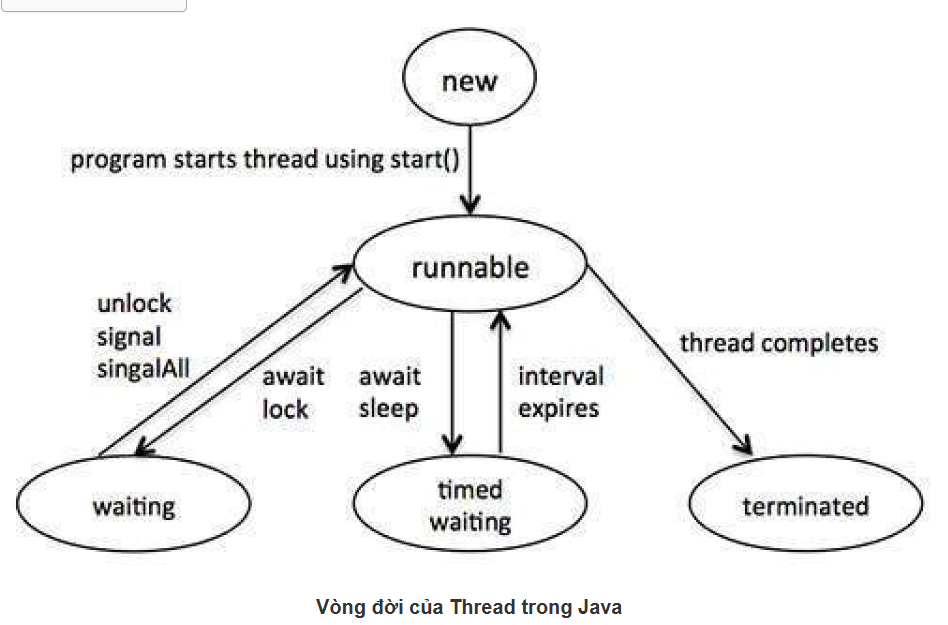 new
program starts thread using start()
runnable
unlock
signal
singalAll
await
lock
await
sleep
interval
expires
thread completes
waiting
timed
waiting
terminated
Vòng đời của Thread trong Java